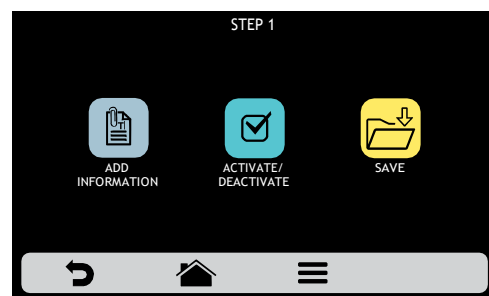 STEP 1
ADD
INFORMATION
ACTIVATE/
DEACTIVATE
SAVE